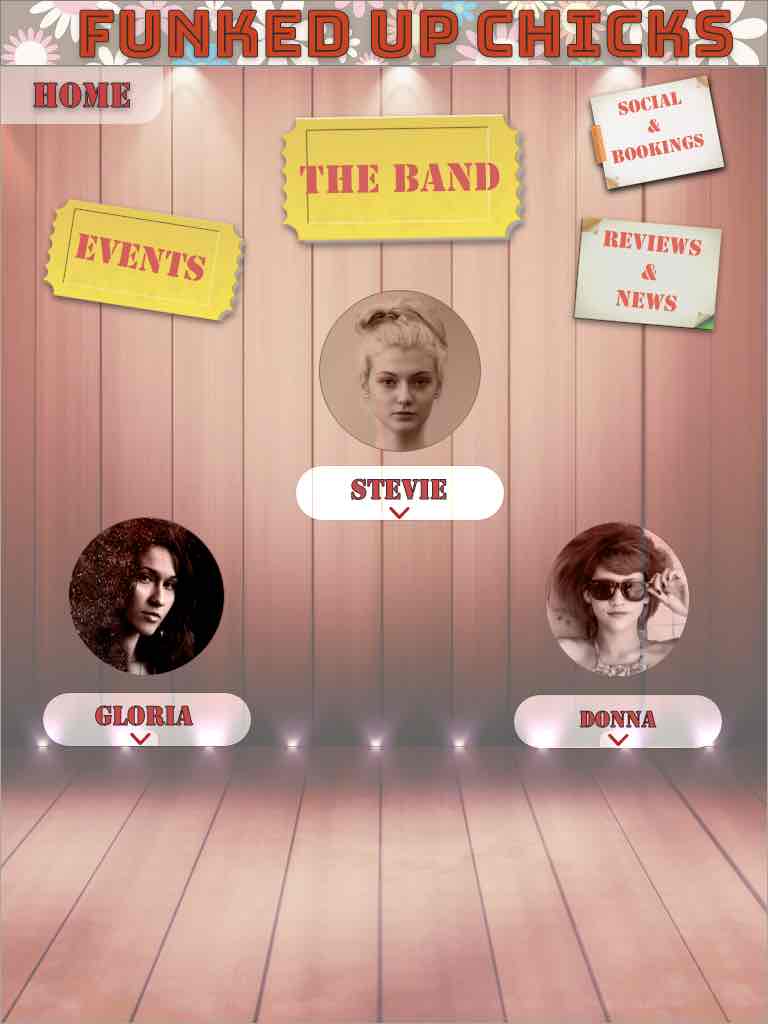 FUNKED UP CHICKS
HOME
THE BAND
SOCIAL
&
BOOKINGS
EVENTS
REVIEWS
&
NEWS
STEVIE
GLORIA
DONNA